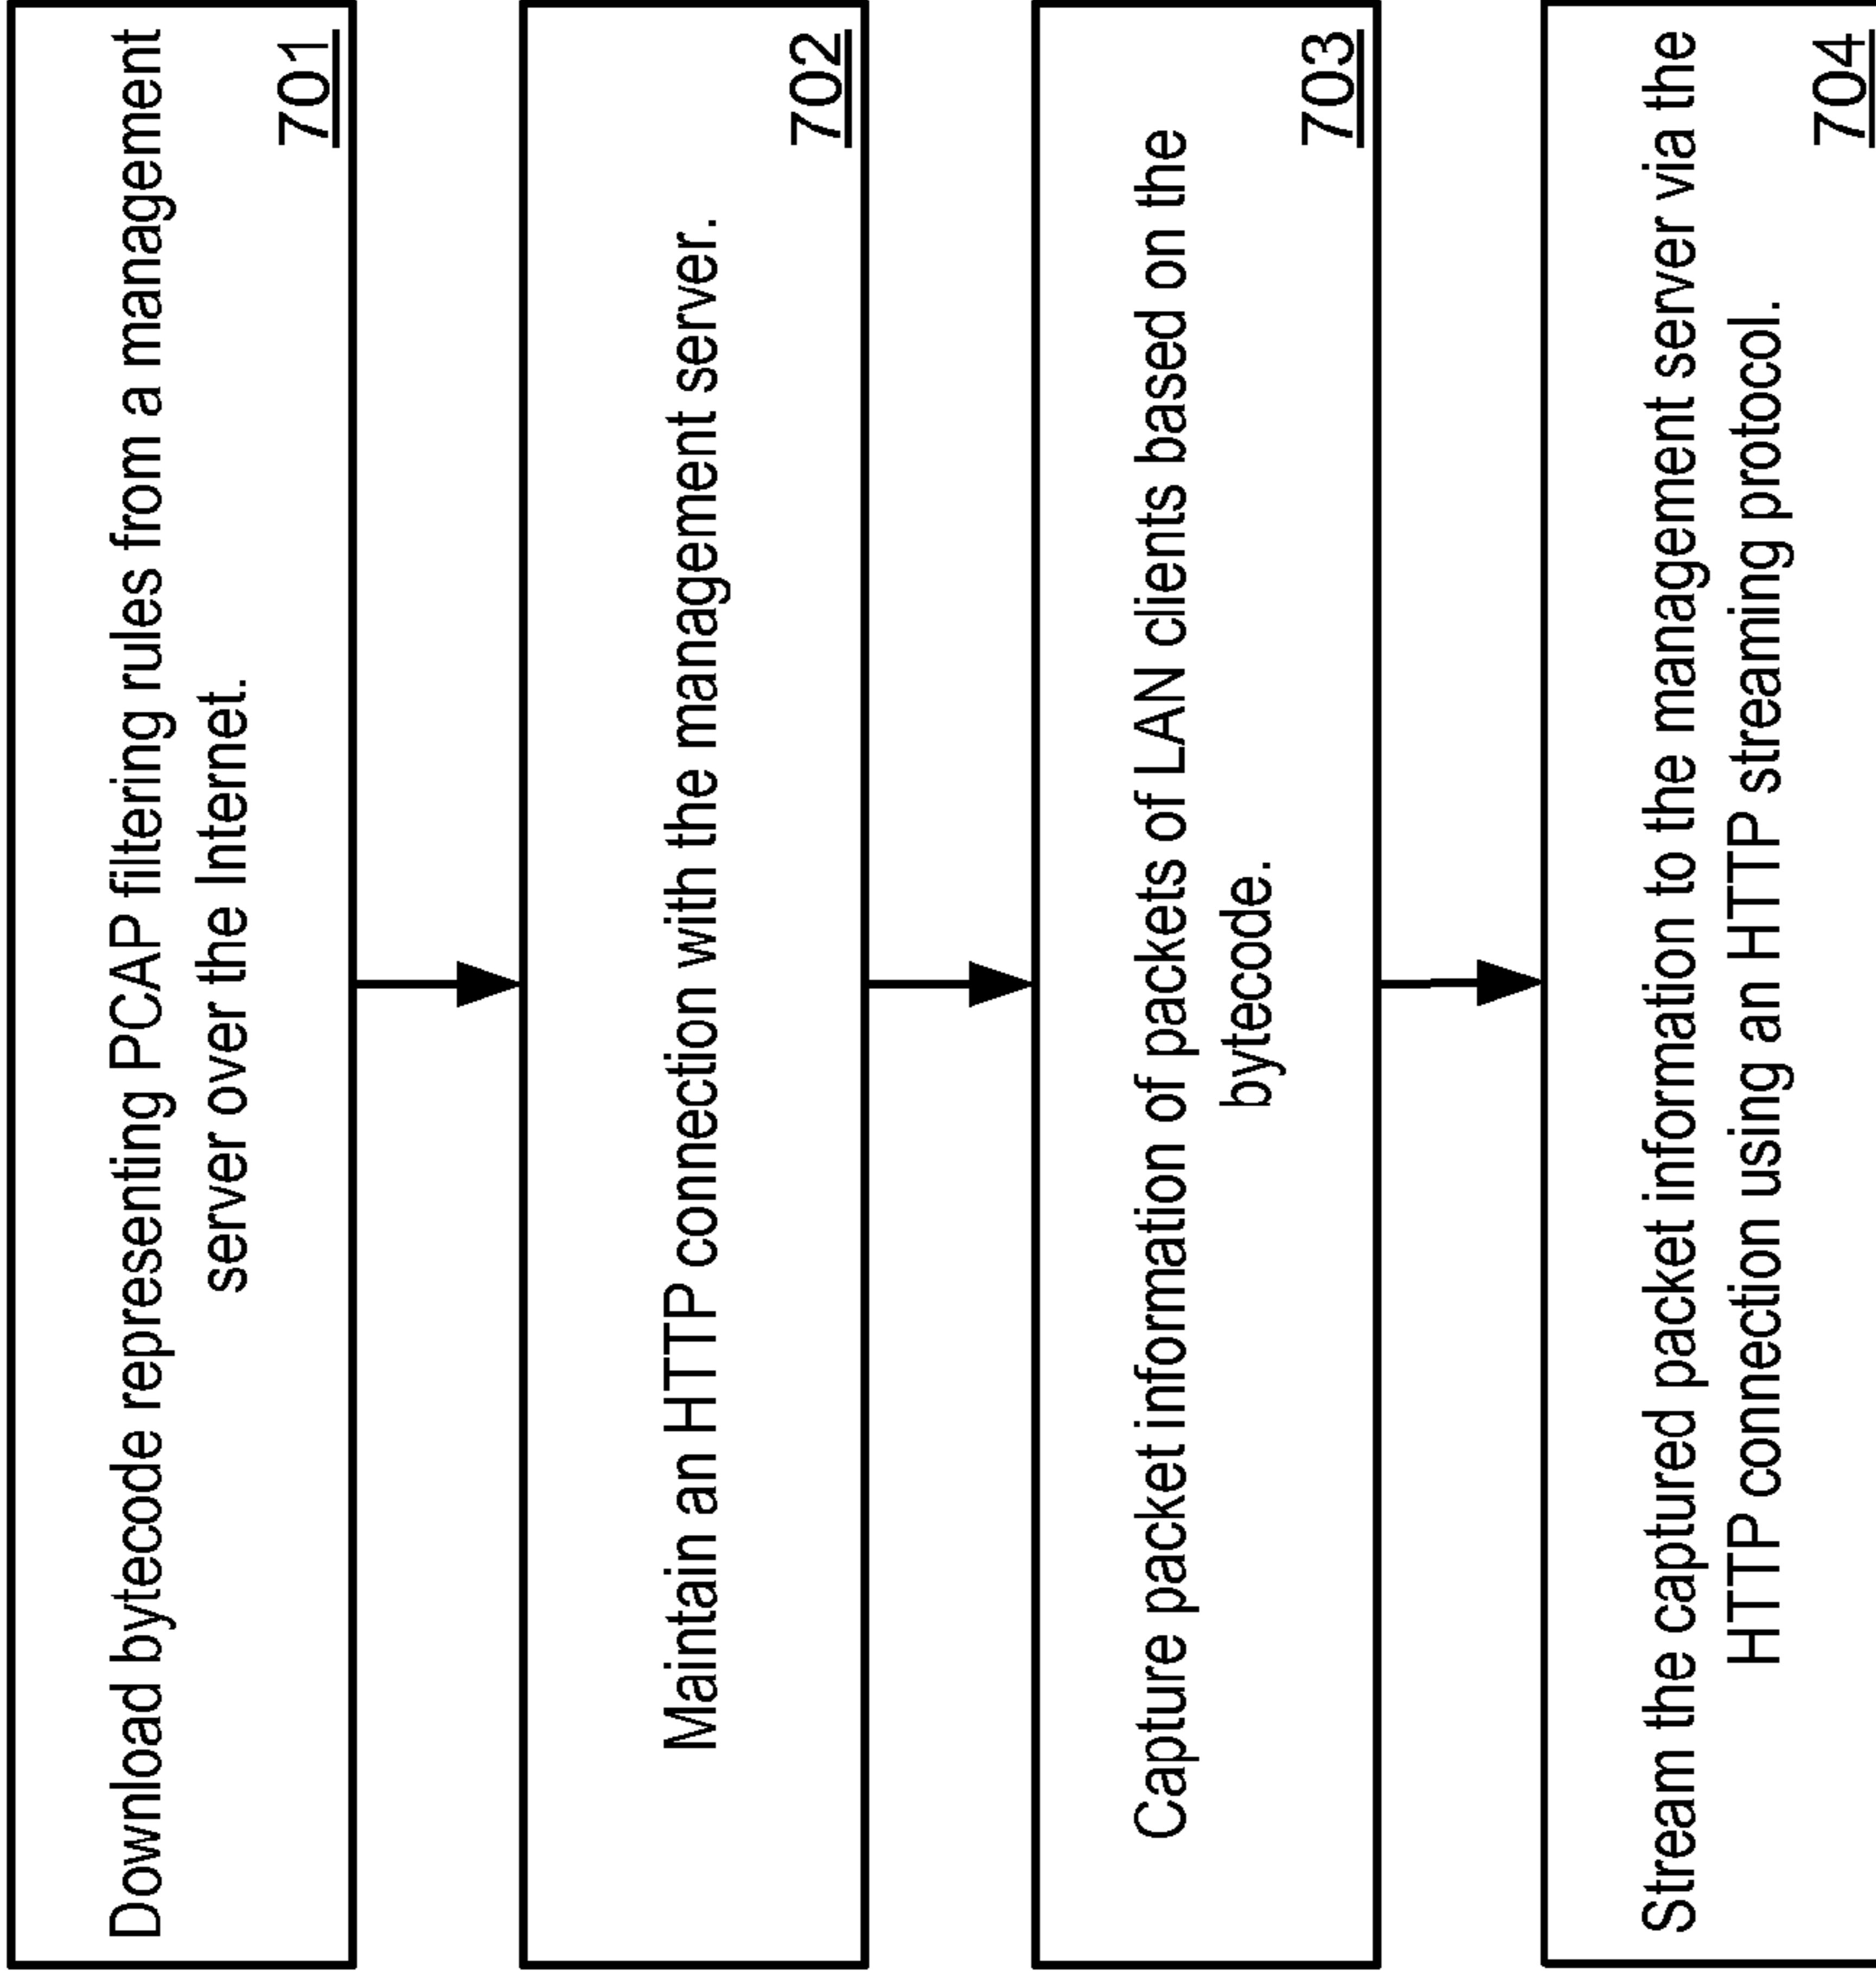 Download bytecode representing PCAP filtering rules from a management
server over the Internet.
701
Maintain an HTTP connection with the management server.
702
Capture packet information of packets of LAN clients based on the
bytecode.
703
Stream the captured packet information to the management server via the
HTTP connection using an HTTP streaming protocol.
704